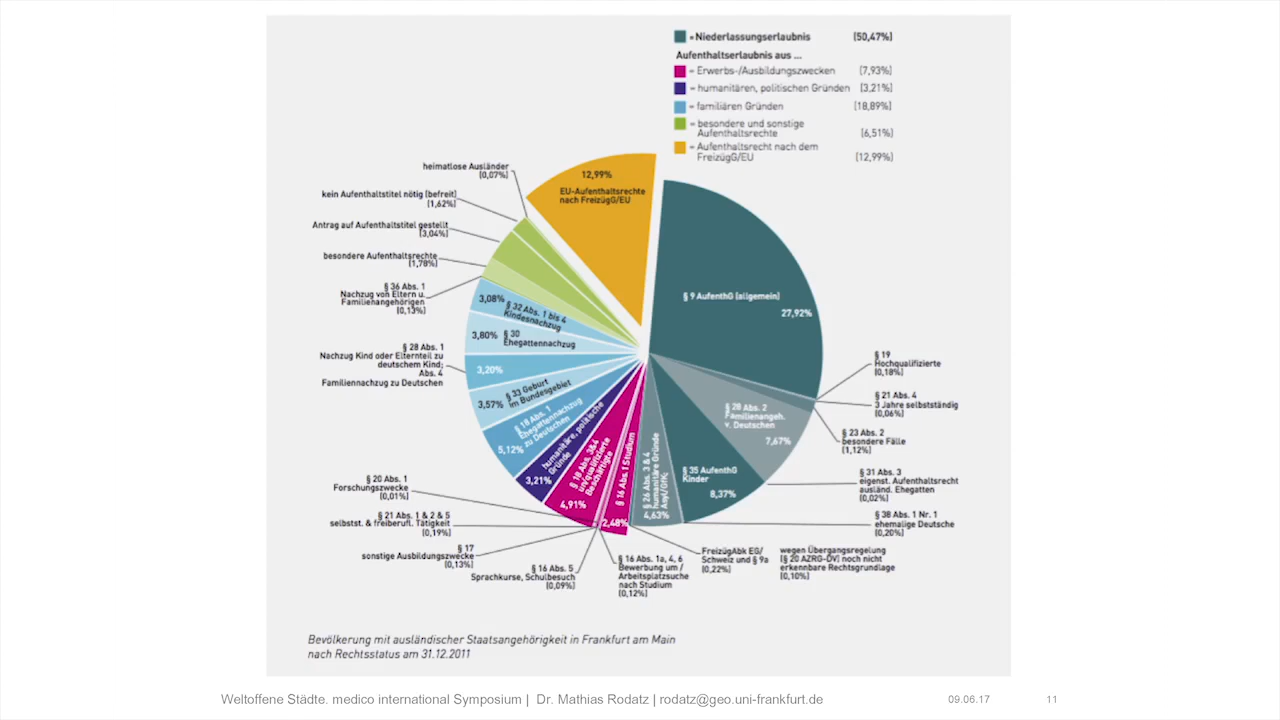 = Niederlassungserlaubnis (50,47%)
Aufenthaltserlaubnis aus ...
= Erwerbs-/Ausbildungszwecken (7,93%)
= humanitären, politischen Gründen (3,21%)
= familiären Gründen (18,89%)
= besondere und sonstige
Aufenthaltsrechte (6,51%)
= Aufenthaltsrecht nach dem
FreizügG/EU (12,99%)
heimatlose Ausländer
(0,07%)
kein Aufenthaltstitel nötig (befreit)
(1,62%)
Antrag auf Aufenthaltstitel gestellt
(3,04%)
besondere Aufenthaltsrechte
(1,78%)
§ 36 Abs. 1
Nachzug von Eltern u.
Familienangehörigen
(0,13%)
§ 28 Abs. 1
Nachzug Kind oder Elternteil zu
deutschem Kind;
Abs. 4
Familiennachzug zu Deutschen
12,99%
EU-Aufenthaltsrechte
nach FreizügG/EU
3,08% § 32 Abs. 1 bis 4
Kindesnachzug
3,80% § 30
Ehegattennachzug
3,20%
3,57% § 33 Geburt
im Bundesgebiet
5,12% § 18 Abs. 1
Ehegattennachzug
zu Deutschen
3,21% humanitäre, politische
Gründe
4,91% § 18 Abs. 3&4
un/qualifizierte
Beschäftigte
2,48% § 16 Abs. 1 Studium
4,63% § 26 Abs. 3 & 4
humanitäre Gründe
Asyl/GfK;
§ 35 AufenthG
Kinder
8,37%
§ 28 Abs. 2
Familienangeh.
v. Deutschen
7,67%
§ 9 AufenthG (allgemein)
27,92%
§ 19
Hochqualifizierte
(0,18%)
§ 21 Abs. 4
3 Jahre selbstständig
(0,06%)
§ 23 Abs. 2
besondere Fälle
(1,12%)
§ 31 Abs. 3
eigenst. Aufenthaltsrecht
ausländ. Ehegatten
(0,02%)
§ 38 Abs. 1 Nr. 1
ehemalige Deutsche
(0,20%)
§ 20 Abs. 1
Forschungszwecke
(0,01%)
§ 21 Abs. 1 & 2 & 5
selbstst. & freiberufl. Tätigkeit
(0,19%)
§ 17
sonstige Ausbildungszwecke
(0,13%)
§ 16 Abs. 5
Sprachkurse, Schulbesuch
(0,09%)
§ 16 Abs. 1a, 4, 6
Bewerbung um /
Arbeitsplatzsuche
nach Studium
(0,12%)
FreizügAbk EG/
Schweiz und § 9a
(0,22%)
wegen Übergangsregelung
(§ 20 AZRG-DV) noch nicht
erkennbare Rechtsgrundlage
(0,10%)
Bevölkerung mit ausländischer Staatsangehörigkeit in Frankfurt am Main
nach Rechtsstatus am 31.12.2011
Weltoffene Städte. medico international Symposium | Dr. Mathias Rodatz | rodatz@geo.uni-frankfurt.de 09.06.17 11